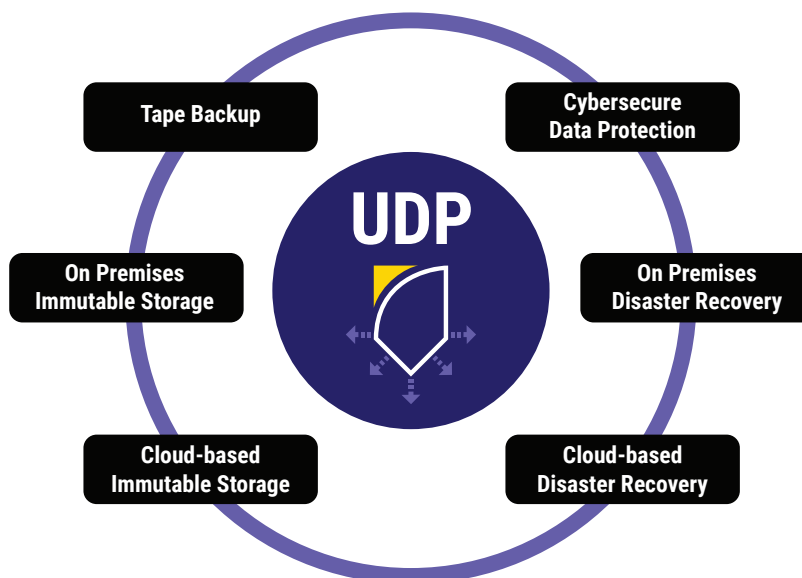 Tape Backup
Cybersecure
Data Protection
UDP
On Premises
Immutable Storage
On Premises
Disaster Recovery
Cloud-based
Immutable Storage
Cloud-based
Disaster Recovery